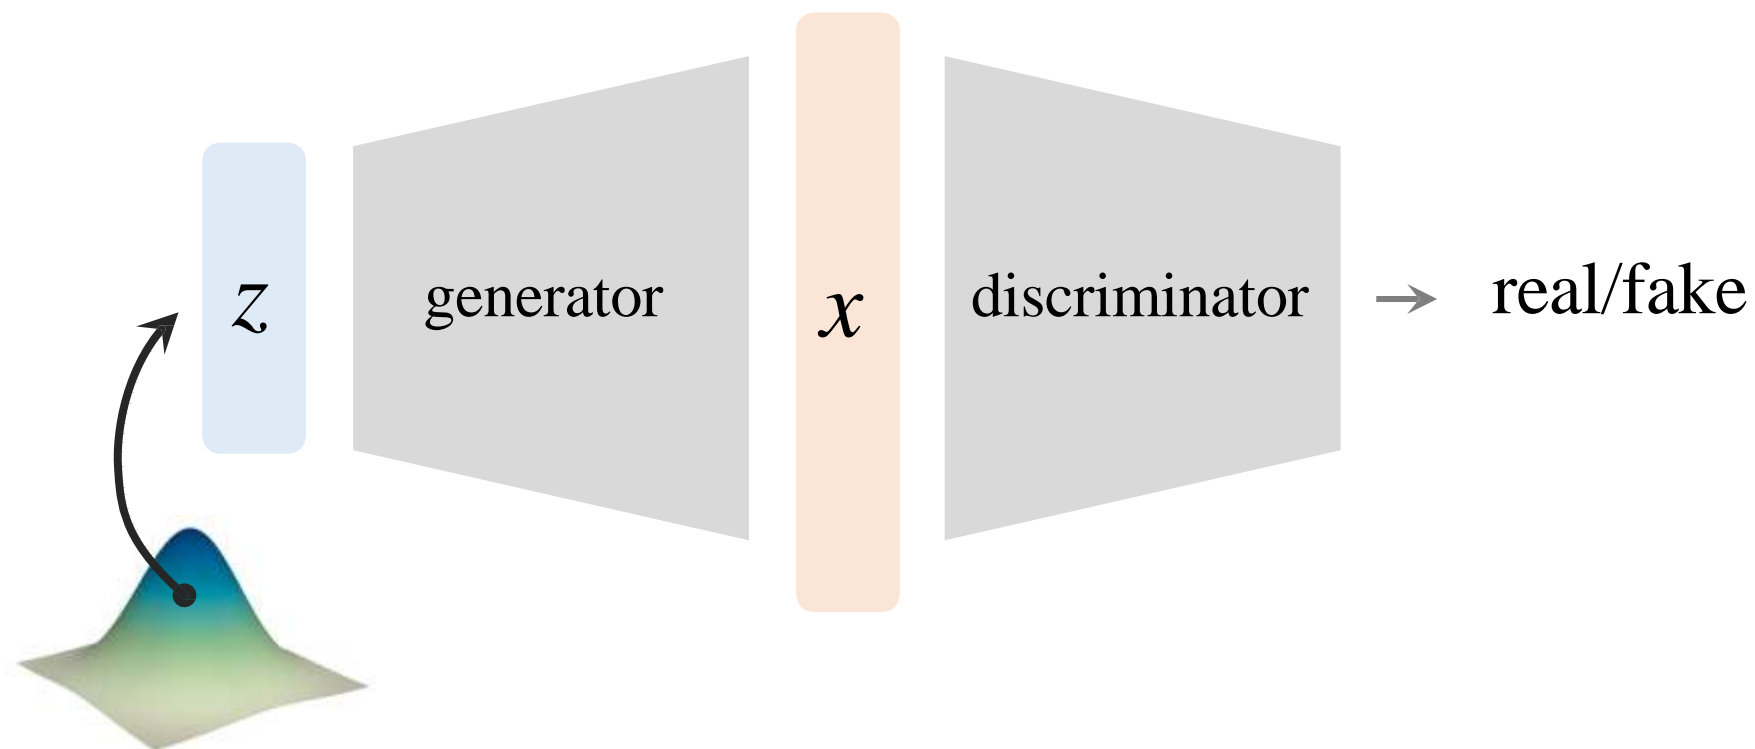 z
generator
x
discriminator
real/fake